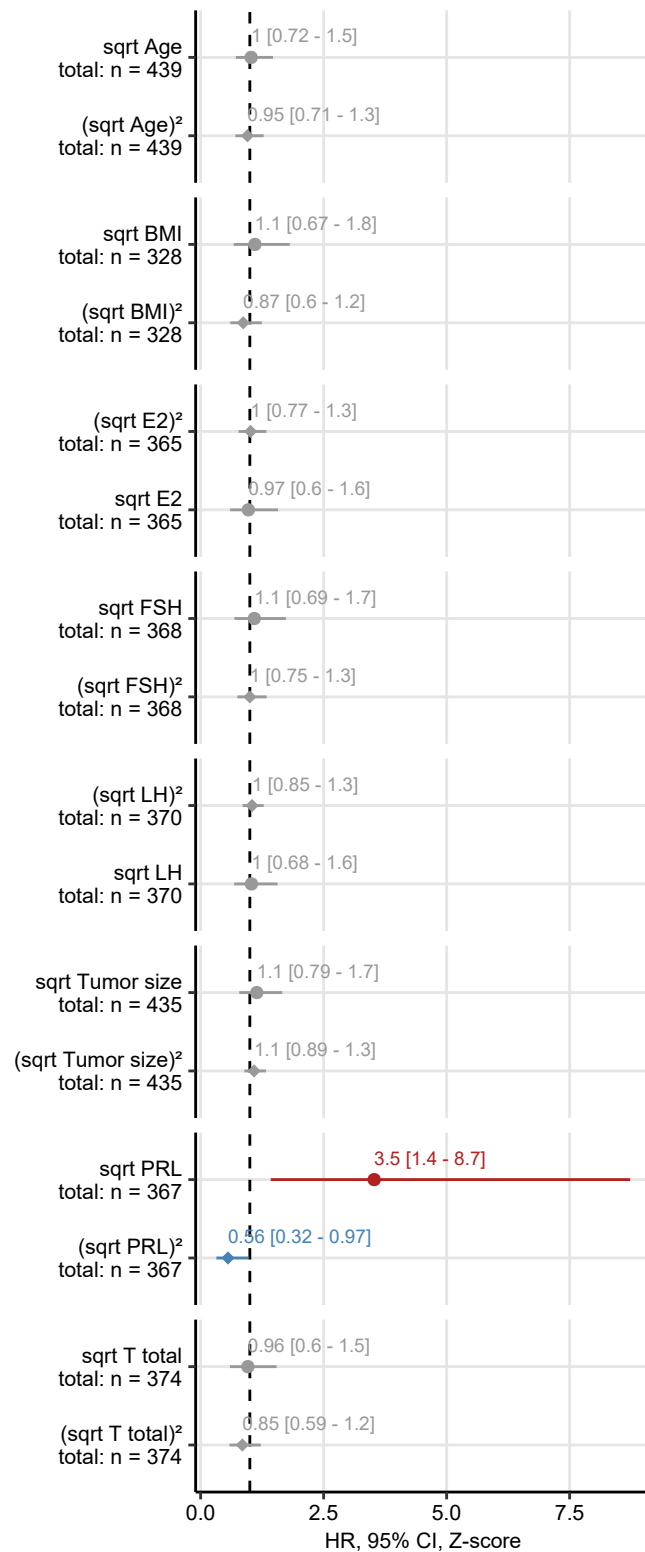 1 [0.72 - 1.5]
sqrt Age
total: n = 439
0.95 [0.71 - 1.3]
(sqrt Age)²
total: n = 439
1.1 [0.67 - 1.8]
sqrt BMI
total: n = 328
0.87 [0.6 - 1.2]
(sqrt BMI)²
total: n = 328
1 [0.77 - 1.3]
(sqrt E2)²
total: n = 365
0.97 [0.6 - 1.6]
sqrt E2
total: n = 365
1.1 [0.69 - 1.7]
sqrt FSH
total: n = 368
1 [0.75 - 1.3]
(sqrt FSH)²
total: n = 368
1 [0.85 - 1.3]
(sqrt LH)²
total: n = 370
1 [0.68 - 1.6]
sqrt LH
total: n = 370
1.1 [0.79 - 1.7]
sqrt Tumor size
total: n = 435
1.1 [0.89 - 1.3]
(sqrt Tumor size)²
total: n = 435
3.5 [1.4 - 8.7]
sqrt PRL
total: n = 367
0.56 [0.32 - 0.97]
(sqrt PRL)²
total: n = 367
0.96 [0.6 - 1.5]
sqrt T total
total: n = 374
0.85 [0.59 - 1.2]
(sqrt T total)²
total: n = 374
0.0 2.5 5.0 7.5
HR, 95% CI, Z-score